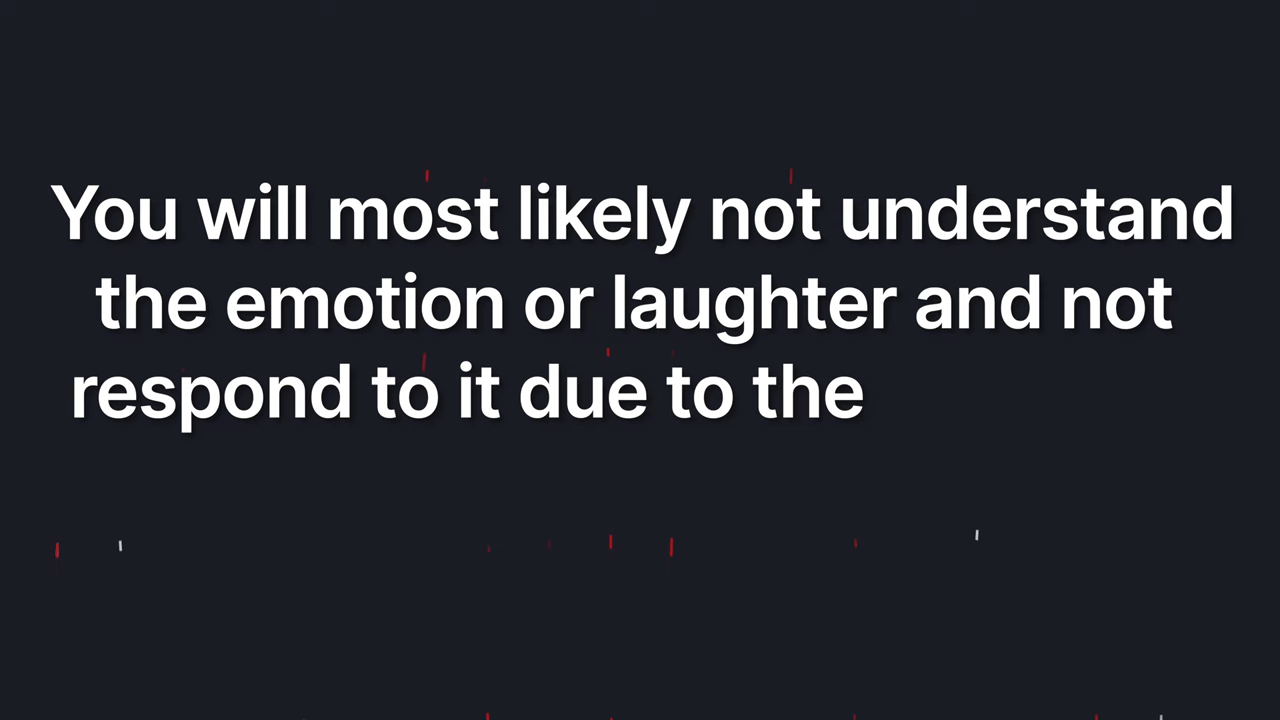 You will most likely not understand
the emotion or laughter and not
respond to it due to the